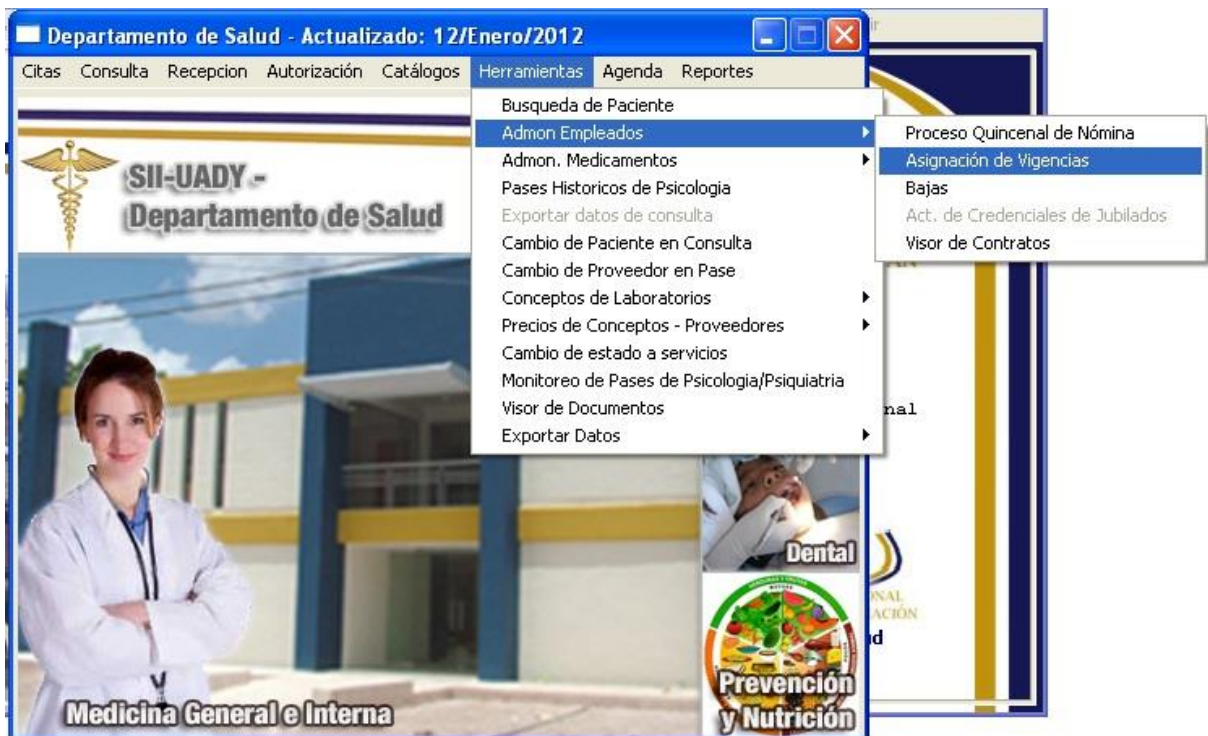 Departamento de Salud - Actualizado: 12/Enero/2012
Citas Consulta Recepcion Autorización Catálogos Herramientas Agenda Reportes
Busqueda de Paciente
Admon Empleados
Admon. Medicamentos
Pases Historicos de Psicologia
Exportar datos de consulta
Cambio de Paciente en Consulta
Cambio de Proveedor en Pase
Conceptos de Laboratorios
Precios de Conceptos - Proveedores
Cambio de estado a servicios
Monitoreo de Pases de Psicologia/Psiquiatria
Visor de Documentos
Exportar Datos
Proceso Quincenal de Nómina
Asignación de Vigencias
Bajas
Act. de Credenciales de Jubilados
Visor de Contratos
SII-UADY -
Departamento de Salud
Dental
Prevención
y Nutrición
Medicina General e Interna
nal
ONAL
ACIÓN
ud